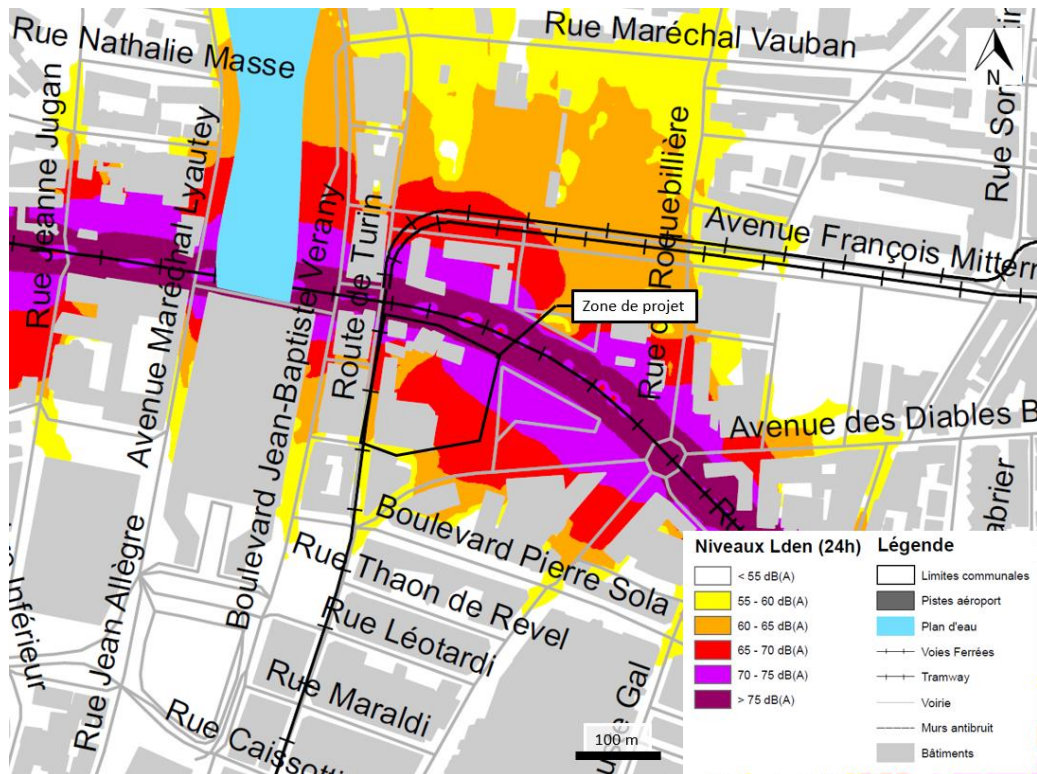 Rue Nathalie Masse
Rue Maréchal Vauban
N
Rue Jeanne Jugan
Avenue Maréchal Lyautey
Boulevard Jean-Baptiste Verany
Route de Turin
Roquebillière
Rue
Avenue François Mitterr
Zone de projet
Avenue des Diables B
Boulevard Pierre Sola
Rue Thaon de Revel
Rue Léotardi
Rue Maraldi
Rue Caissotti
Rue Jean Allègre
Inférieur
abrier
Gal
100 m
Niveaux Lden (24h)
< 55 dB(A)
55 - 60 dB(A)
60 - 65 dB(A)
65 - 70 dB(A)
70 - 75 dB(A)
> 75 dB(A)
Légende
Limites communales
Pistes aéroport
Plan d'eau
Voies Ferrées
Tramway
Voirie
Murs antibruit
Bâtiments